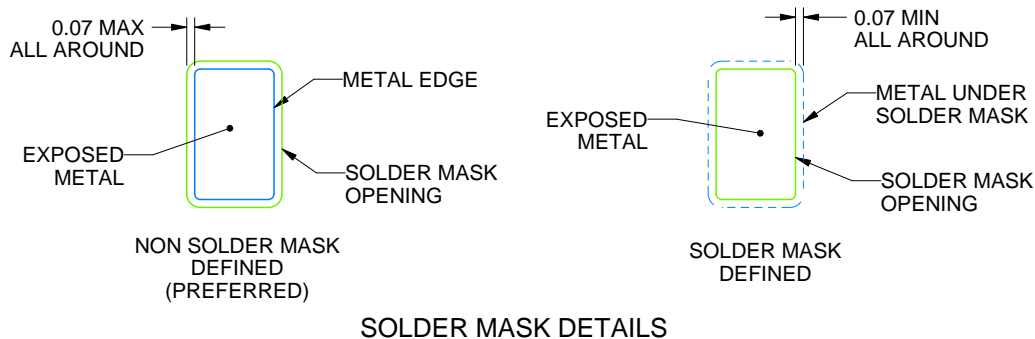 0.07 MAX
ALL AROUND
METAL EDGE
EXPOSED
METAL
SOLDER MASK
OPENING
NON SOLDER MASK
DEFINED
(PREFERRED)
0.07 MIN
ALL AROUND
METAL UNDER
SOLDER MASK
EXPOSED
METAL
SOLDER MASK
OPENING
SOLDER MASK
DEFINED
SOLDER MASK DETAILS